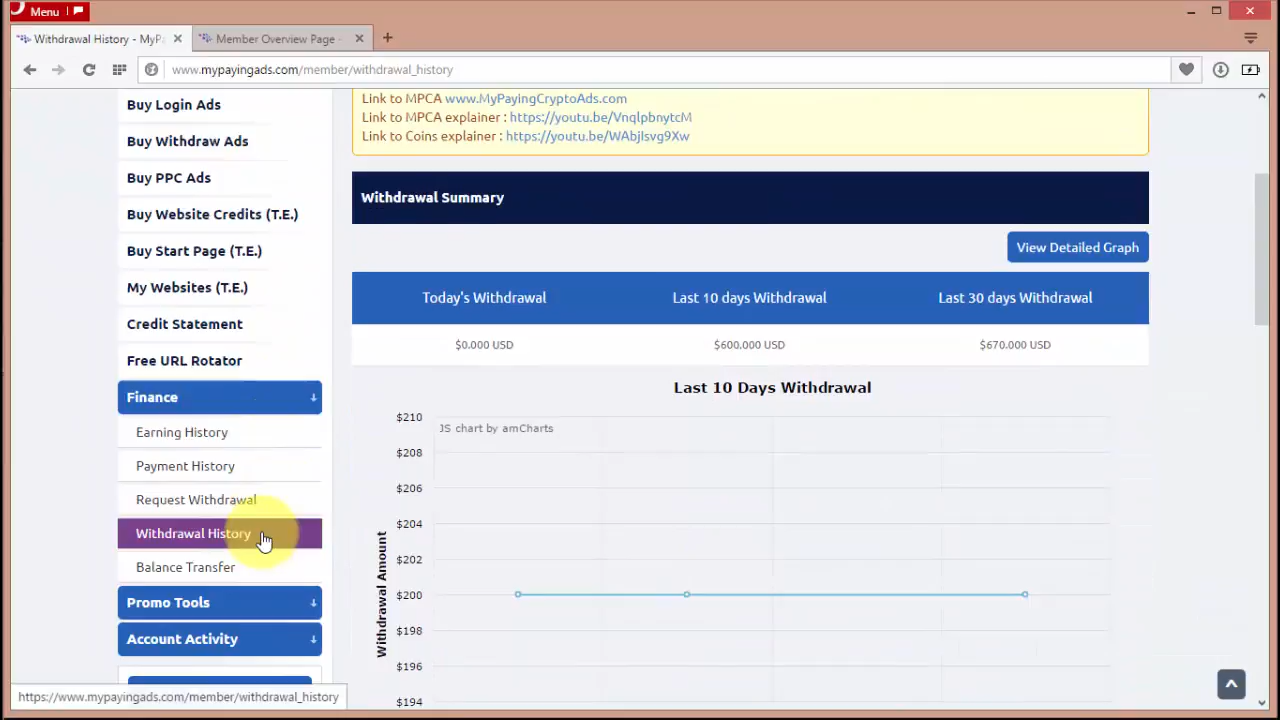 Menu
Withdrawal History - MyPa
Member Overview Page -
www.mypayingads.com/member/withdrawal_history
Buy Login Ads
Buy Withdraw Ads
Buy PPC Ads
Buy Website Credits (T.E.)
Buy Start Page (T.E.)
My Websites (T.E.)
Credit Statement
Free URL Rotator
Finance
Earning History
Payment History
Request Withdrawal
Withdrawal History
Balance Transfer
Promo Tools
Account Activity
https://www.mypayingads.com/member/withdrawal_history
Link to MPCA www.MyPayingCryptoAds.com
Link to MPCA explainer : https://youtu.be/VnqlpbnytcM
Link to Coins explainer : https://youtu.be/WAbjIsvg9Xw
Withdrawal Summary
View Detailed Graph
Today's Withdrawal Last 10 days Withdrawal Last 30 days Withdrawal
$0.000 USD $600.000 USD $670.000 USD
Last 10 Days Withdrawal
JS chart by amCharts
Withdrawal Amount
$210
$208
$206
$204
$202
$200
$198
$196
$194